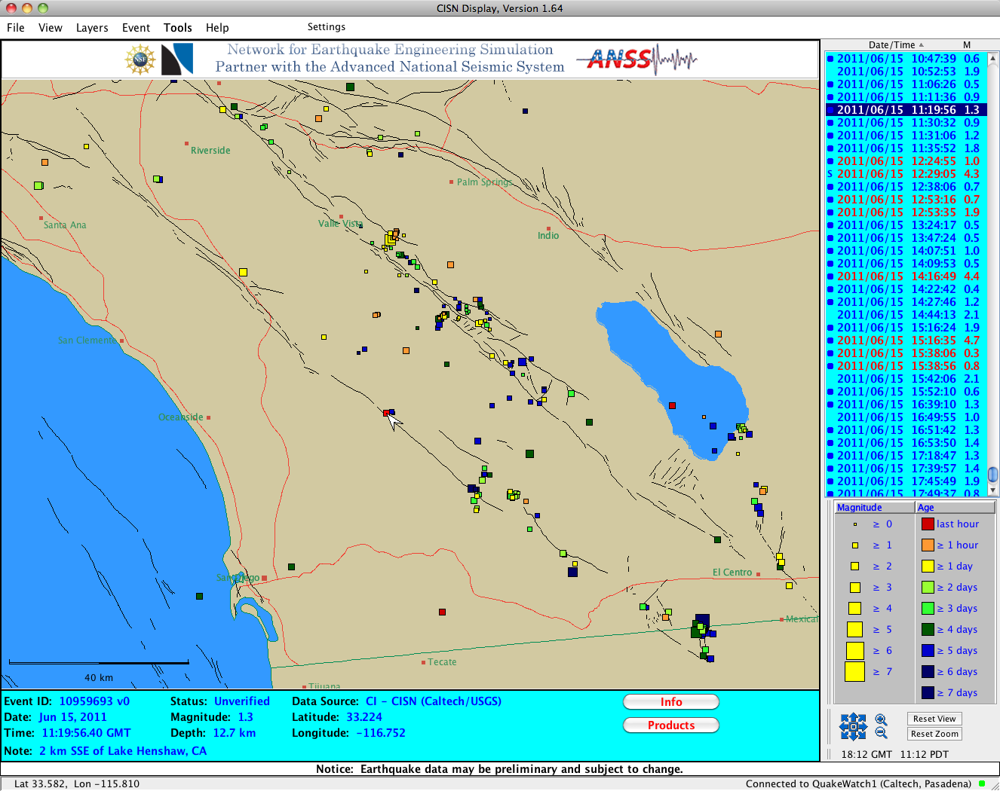 CISN Display, Version 1.64
File View Layers Event Tools Help Settings
NSF
Network for Earthquake Engineering Simulation
Partner with the Advanced National Seismic System
ANSS
Riverside
Palm Springs
Santa Ana
Valle Vista
Indio
San Clemente
Oceanside
San Diego
El Centro
Mexical
Tecate
Tijuana
40 km
Date/Time M
2011/06/15 10:47:39 0.6
2011/06/15 10:52:53 1.9
2011/06/15 11:06:26 0.5
2011/06/15 11:11:36 0.9
2011/06/15 11:19:56 1.3
2011/06/15 11:30:32 0.9
2011/06/15 11:31:06 1.2
2011/06/15 11:35:52 1.8
2011/06/15 12:24:55 1.0
S 2011/06/15 12:29:05 4.3
2011/06/15 12:38:06 0.7
2011/06/15 12:53:16 0.7
2011/06/15 12:53:35 1.9
2011/06/15 13:24:17 0.5
2011/06/15 13:47:24 0.5
2011/06/15 14:07:51 1.0
2011/06/15 14:09:53 0.5
2011/06/15 14:16:49 4.4
2011/06/15 14:22:42 0.4
2011/06/15 14:27:46 1.2
2011/06/15 14:44:13 2.1
2011/06/15 15:16:24 1.9
2011/06/15 15:16:35 4.7
2011/06/15 15:38:06 0.3
2011/06/15 15:38:56 0.8
2011/06/15 15:42:06 2.1
2011/06/15 15:52:10 0.6
2011/06/15 16:39:10 1.3
2011/06/15 16:49:55 1.0
2011/06/15 16:51:42 1.3
2011/06/15 16:53:50 1.4
2011/06/15 17:18:47 1.3
2011/06/15 17:39:57 1.4
2011/06/15 17:45:49 1.9
2011/06/15 17:49:37 0.8
Magnitude Age
≥ 0 last hour
≥ 1 ≥ 1 hour
≥ 2 ≥ 1 day
≥ 3 ≥ 2 days
≥ 4 ≥ 3 days
≥ 5 ≥ 4 days
≥ 6 ≥ 5 days
≥ 7 ≥ 6 days
≥ 7 days
Reset View
Reset Zoom
18:12 GMT 11:12 PDT
Event ID: 10959693 v0 Status: Unverified Data Source: CI - CISN (Caltech/USGS) Info
Date: Jun 15, 2011 Magnitude: 1.3 Latitude: 33.224
Time: 11:19:56.40 GMT Depth: 12.7 km Longitude: -116.752 Products
Note: 2 km SSE of Lake Henshaw, CA
Notice: Earthquake data may be preliminary and subject to change.
Lat 33.582, Lon -115.810 Connected to QuakeWatch1 (Caltech, Pasadena)